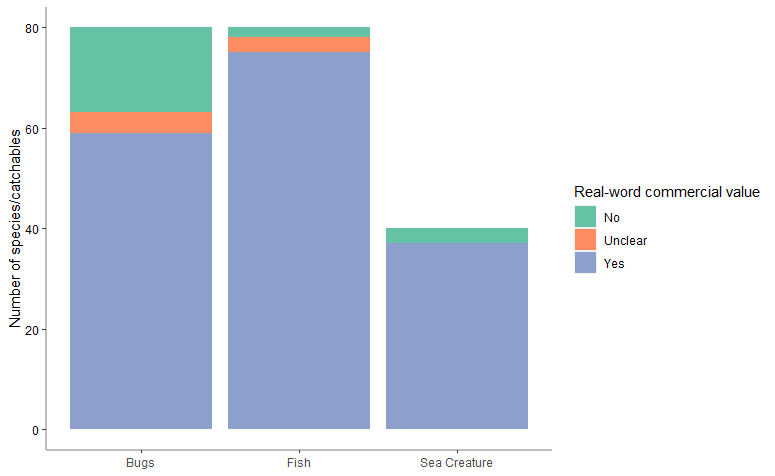 Number of species/catchables
80
60
40
20
0
Bugs
Fish
Sea Creature
Real-word commercial value
No
Unclear
Yes